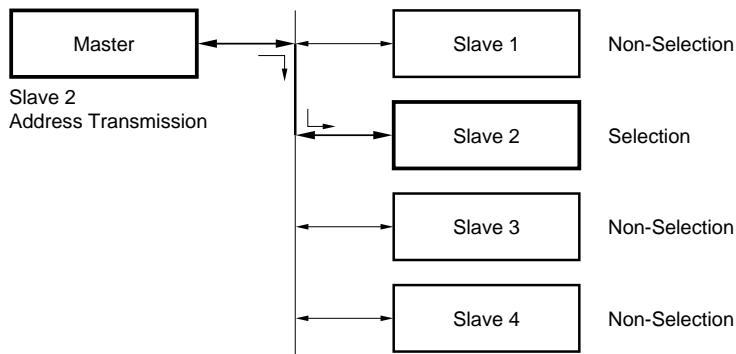 Master
Slave 1
Non-Selection
Slave 2
Address Transmission
Slave 2
Selection
Slave 3
Non-Selection
Slave 4
Non-Selection